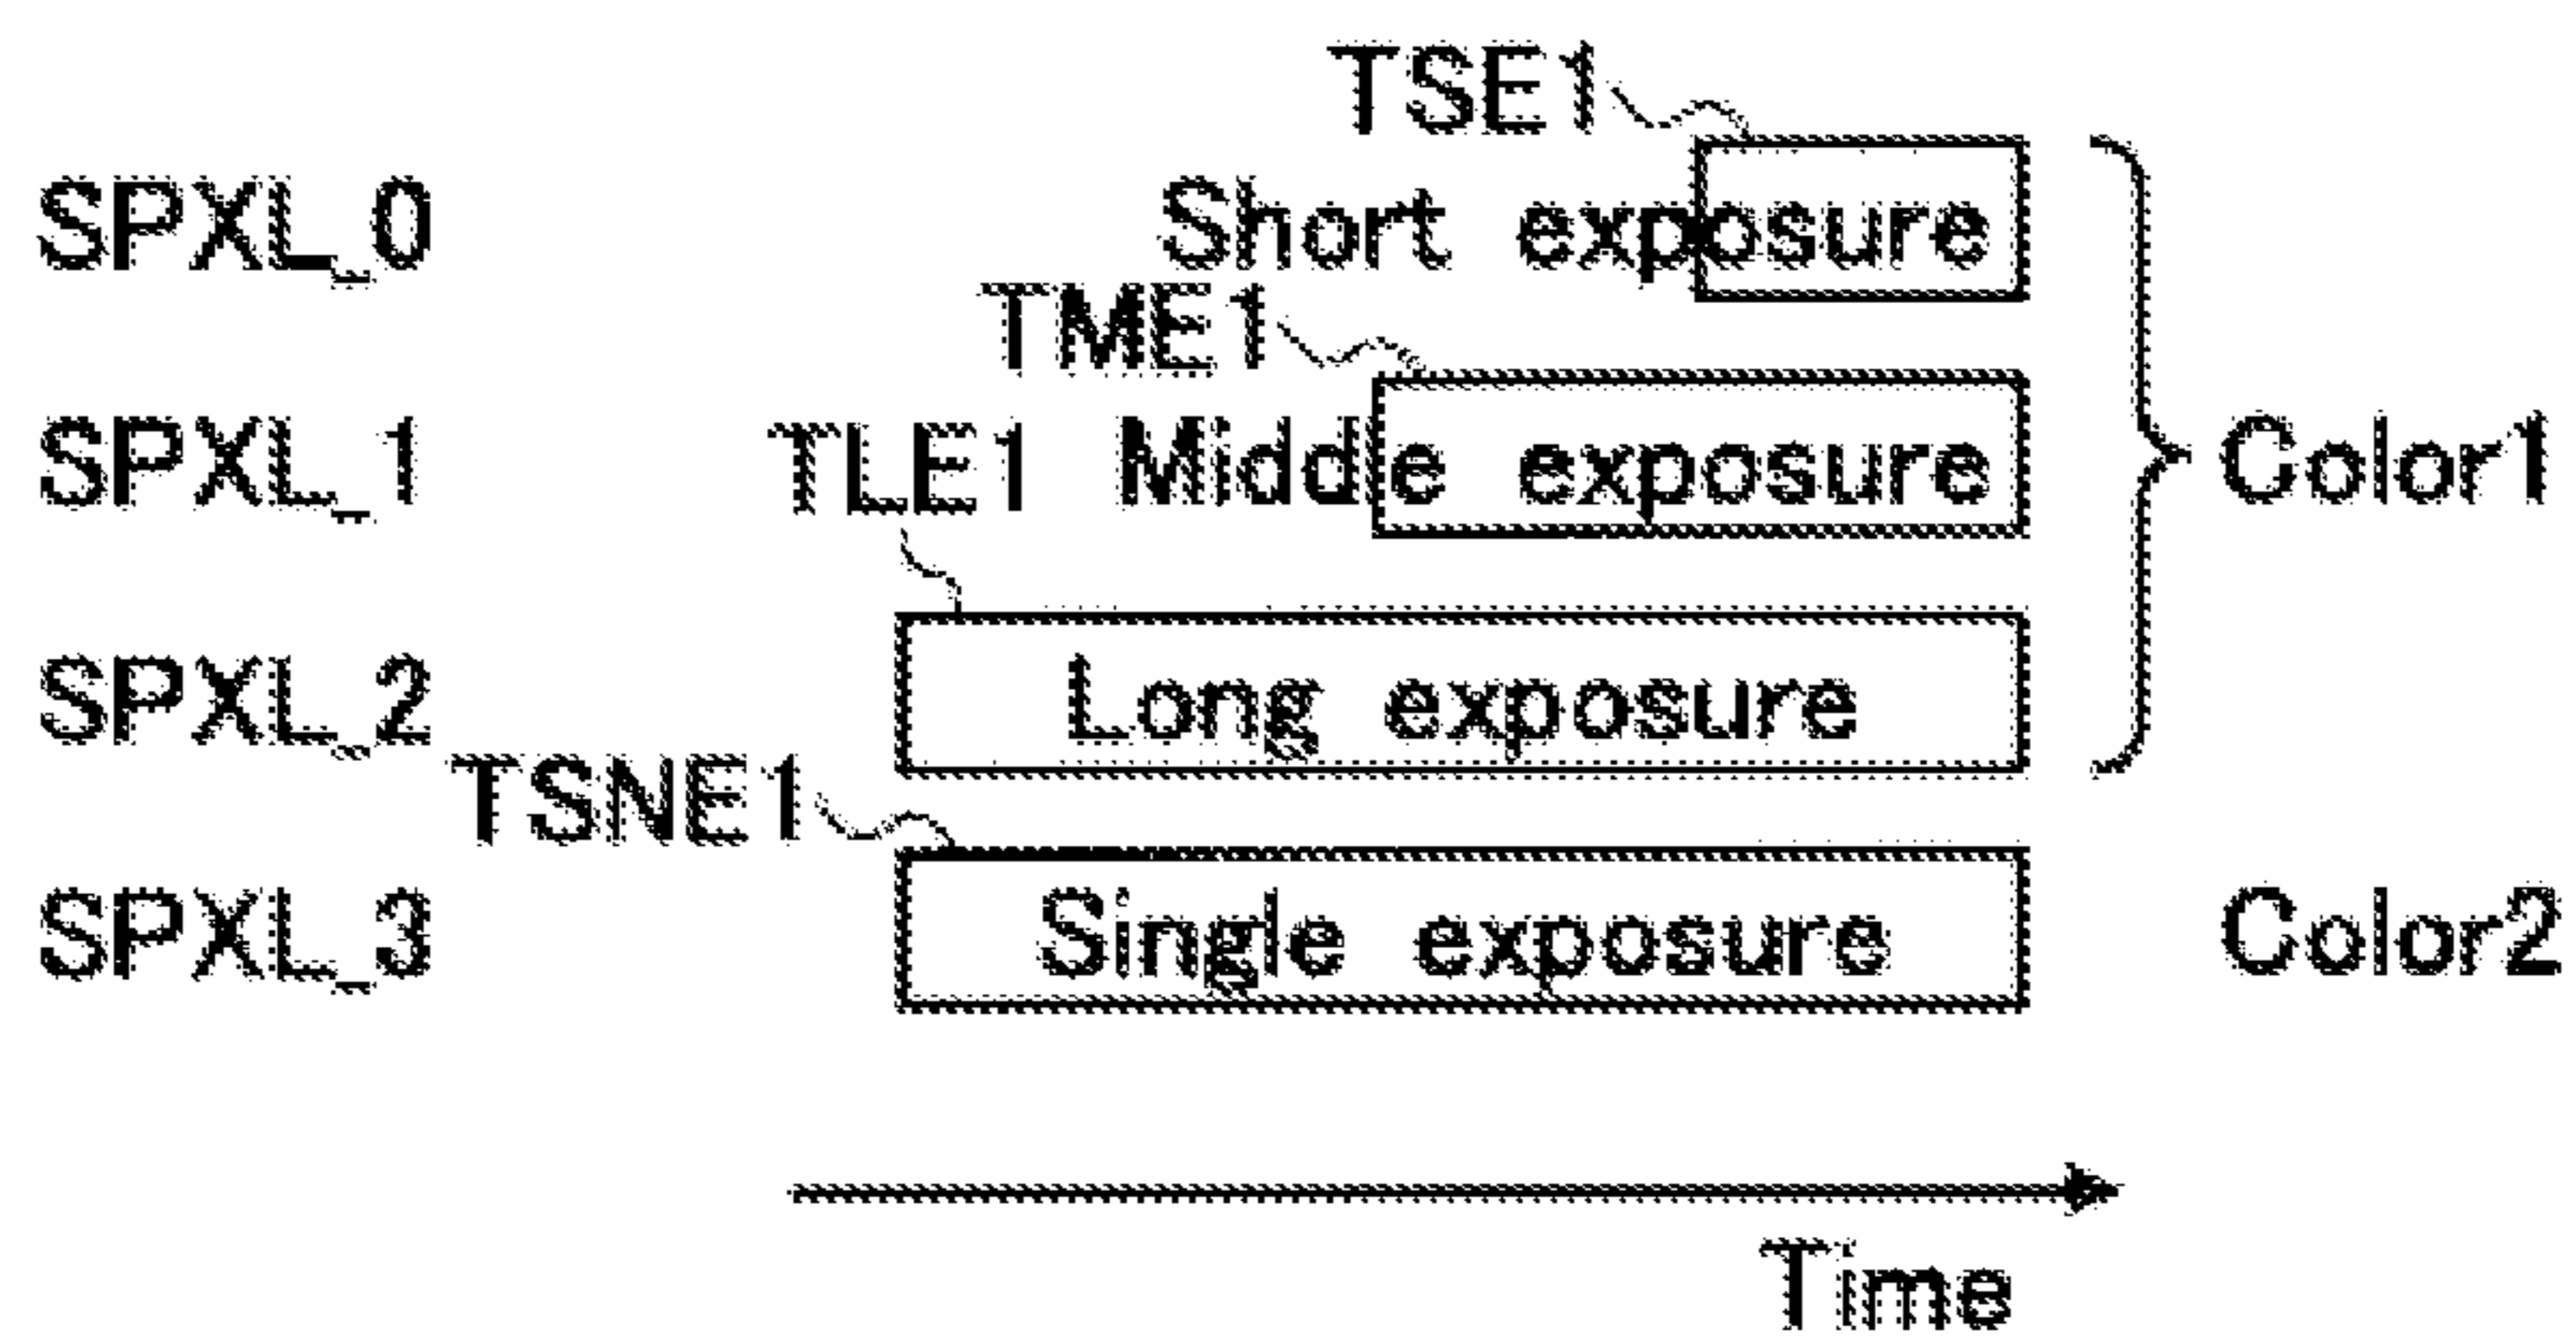 TSE1
SPXL_0 Short exposure
TME1
SPXL_1 TLE1 Middle exposure Color1
SPXL_2 Long exposure
TSNE1
SPXL_3 Single exposure Color2
Time